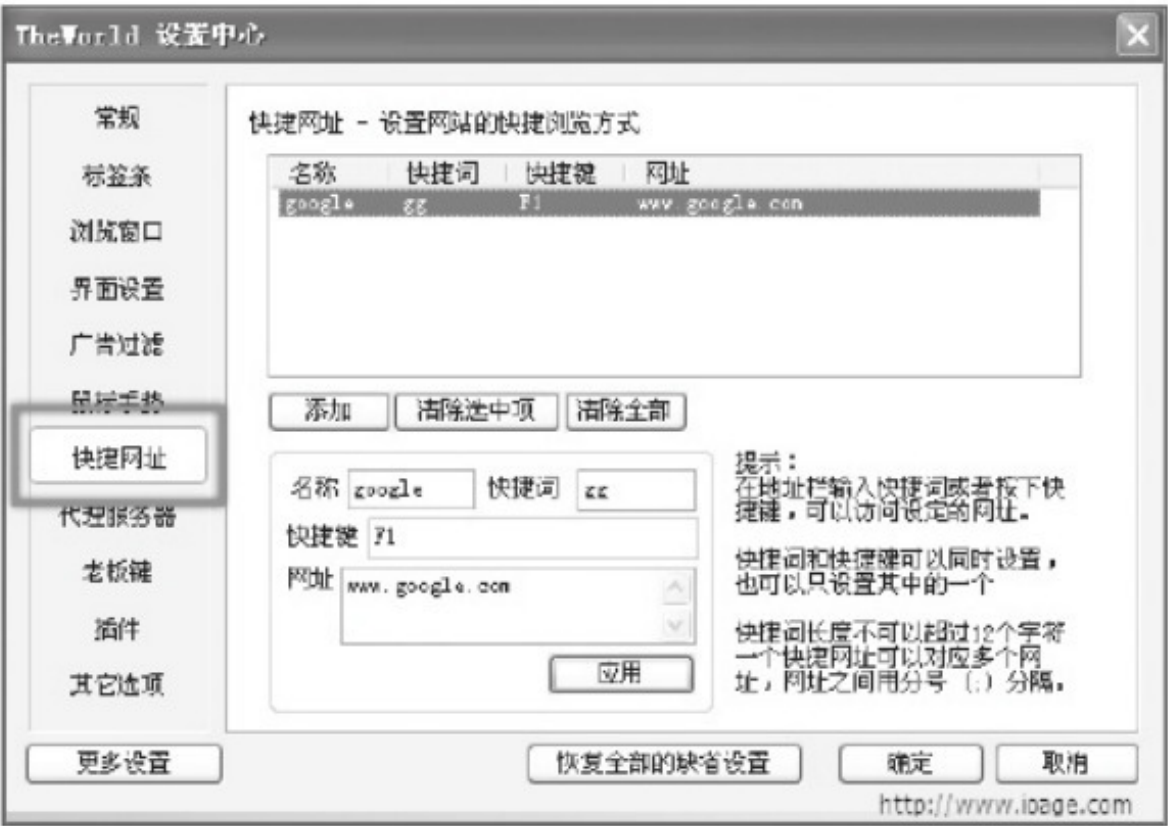 TheWorld 设置中心
常规
标签条
浏览窗口
界面设置
广告过滤
鼠标手势
快捷网址
代理服务器
老板键
插件
其它选项
更多设置
快捷网址 - 设置网站的快捷浏览方式
名称 快捷词 快捷键 网址
google gg F1 www.google.com
添加 清除选中项 清除全部
名称 google 快捷词 gg
快捷键 F1
网址 www.google.com
应用
提示：
在地址栏输入快捷词或者按下快
捷键，可以访问设定的网址。
快捷词和快捷键可以同时设置，
也可以只设置其中的一个
快捷词长度不可以超过12个字符
一个快捷网址可以对应多个网
址，网址之间用分号 (;) 分隔。
恢复全部的缺省设置 确定 取消
http://www.ioage.com